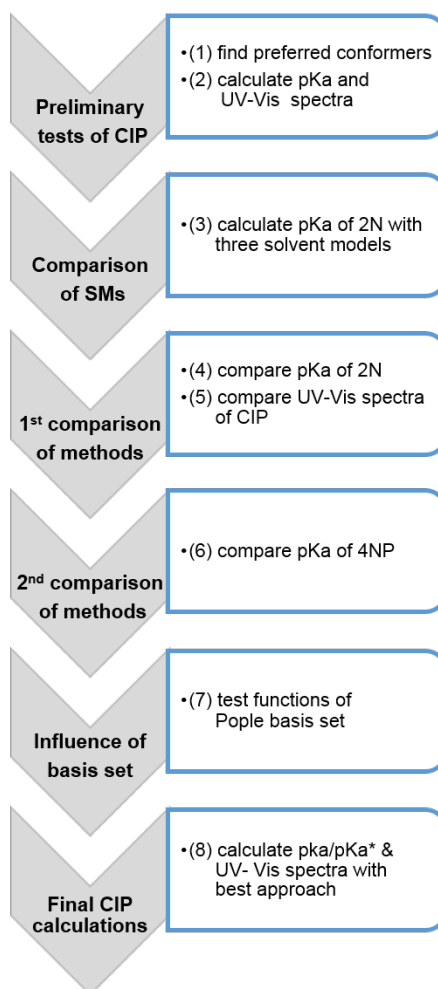 Preliminary
tests of CIP
•(1) find preferred conformers
•(2) calculate pKa and
UV-Vis spectra
Comparison
of SMs
•(3) calculate pKa of 2N with
three solvent models
1st comparison
of methods
•(4) compare pKa of 2N
•(5) compare UV-Vis spectra
of CIP
2nd comparison
of methods
•(6) compare pKa of 4NP
Influence of
basis set
•(7) test functions of
Pople basis set
Final CIP
calculations
•(8) calculate pka/pKa* &
UV- Vis spectra with
best approach